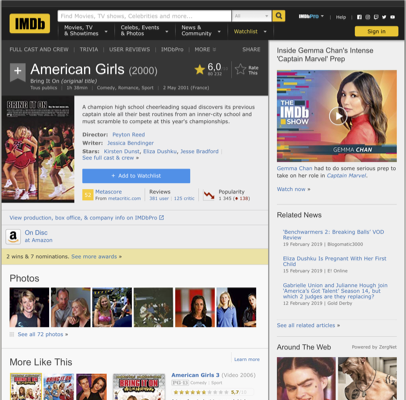 IMDb
Find Movies, TV shows, Celebrities and more...
All
IMDbPro
Help
Movies, TV
& Showtimes
Celebs, Events
& Photos
News &
Community
Watchlist
Sign in
FULL CAST AND CREW | TRIVIA | USER REVIEWS | IMDbPro | MORE
SHARE
American Girls (2000)
Bring It On (original title)
Tous publics | 1h 38min | Comedy, Romance, Sport | 2 May 2001 (France)
6,0
Rate
This
BRING IT ON
A champion high school cheerleading squad discovers its previous
captain stole all their best routines from an inner-city school and
must scramble to compete at this year's championships.
Director: Peyton Reed
Writer: Jessica Bendinger
Stars: Kirsten Dunst, Eliza Dushku, Jesse Bradford |
See full cast & crew »
+ Add to Watchlist
Metascore
From metacritic.com
Reviews
381 user | 125 critic
Popularity
1 345
View production, box office, & company info on IMDbPro
a
On Disc
at Amazon
2 wins & 7 nominations. See more awards »
Photos
See all 72 photos »
More Like This
Learn more
American Girls 3 (Video 2006)
Comedy | Sport
5,7
Inside Gemma Chan's Intense
'Captain Marvel' Prep
THE
IMDb
SHOW
GEMMA CHAN
Gemma Chan had to do some serious prep to
take on her role in Captain Marvel.
Watch now »
Related News
'Benchwarmers 2: Breaking Balls' VOD
Review
19 February 2019 | Blogomatic3000
Eliza Dushku Is Pregnant With Her First
Child
15 February 2019 | E! Online
Gabrielle Union and Julianne Hough join
'America's Got Talent' Season 14, but
which 2 judges are they replacing?
12 February 2019 | Gold Derby
See all related articles »
Around The Web
Powered by ZergNet